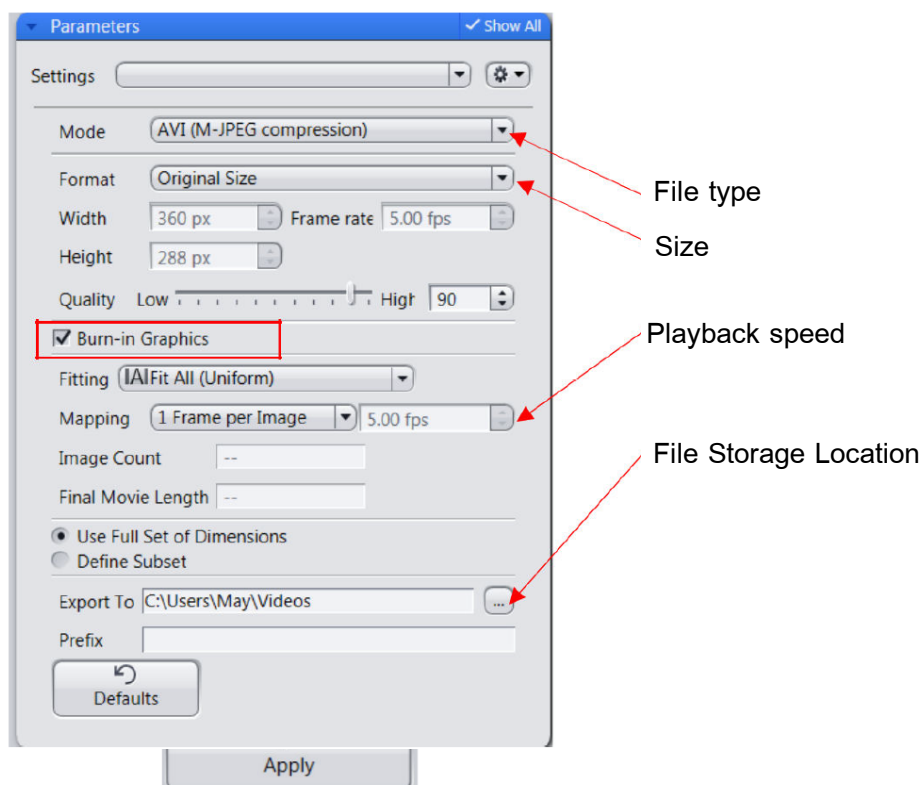 Parameters Show All
Settings
Mode AVI (M-JPEG compression)
File type
Format Original Size
Width 360 px Frame rate 5.00 fps
Size
Height 288 px
Quality Low High 90
Burn-in Graphics
Playback speed
Fitting Fit All (Uniform)
Mapping 1 Frame per Image 5.00 fps
Image Count --
File Storage Location
Final Movie Length --
Use Full Set of Dimensions
Define Subset
Export To C:\Users\May\Videos ...
Prefix
Defaults
Apply